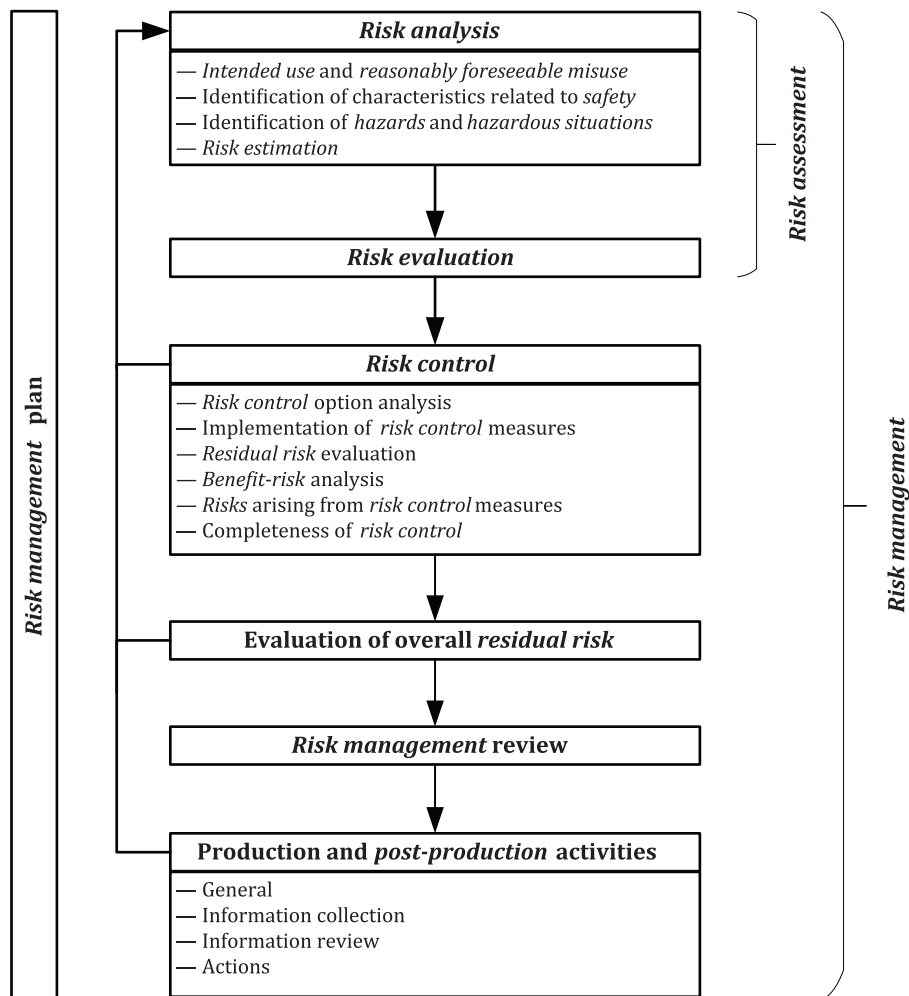 Risk management plan
Risk analysis
— Intended use and reasonably foreseeable misuse
— Identification of characteristics related to safety
— Identification of hazards and hazardous situations
— Risk estimation
Risk evaluation
Risk assessment
Risk control
— Risk control option analysis
— Implementation of risk control measures
— Residual risk evaluation
— Benefit-risk analysis
— Risks arising from risk control measures
— Completeness of risk control
Evaluation of overall residual risk
Risk management review
Production and post-production activities
— General
— Information collection
— Information review
— Actions
Risk management